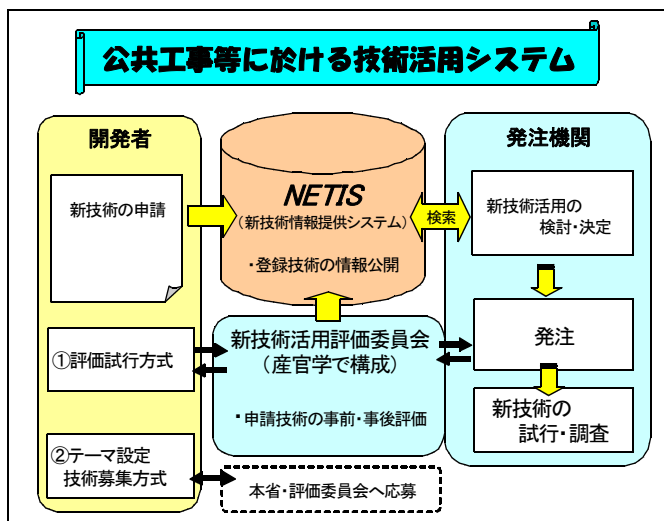 公共工事等に於ける技術活用システム
開発者
新技術の申請
①評価試行方式
②テーマ設定
技術募集方式
NETIS
(新技術情報提供システム)
・登録技術の情報公開
検索
新技術活用評価委員会
(産官学で構成)
・申請技術の事前・事後評価
本省・評価委員会へ応募
発注機関
新技術活用の
検討・決定
発注
新技術の
試行・調査